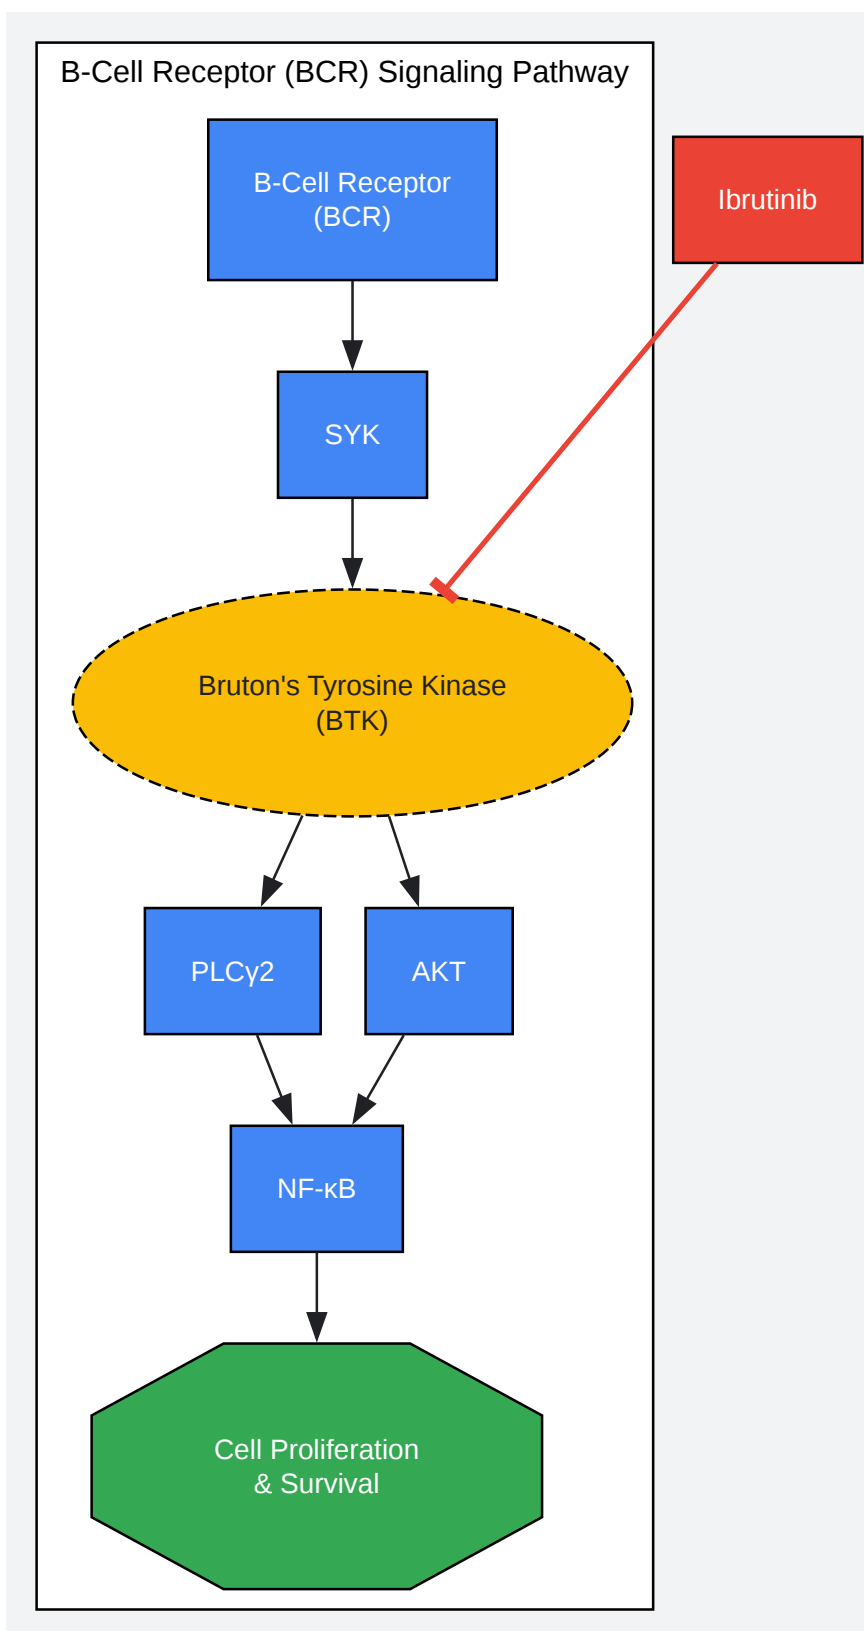 B-Cell Receptor (BCR) Signaling Pathway
B-Cell Receptor
(BCR)
Ibrutinib
SYK
Bruton's Tyrosine Kinase
(BTK)
PLCγ2
AKT
NF-κB
Cell Proliferation
& Survival